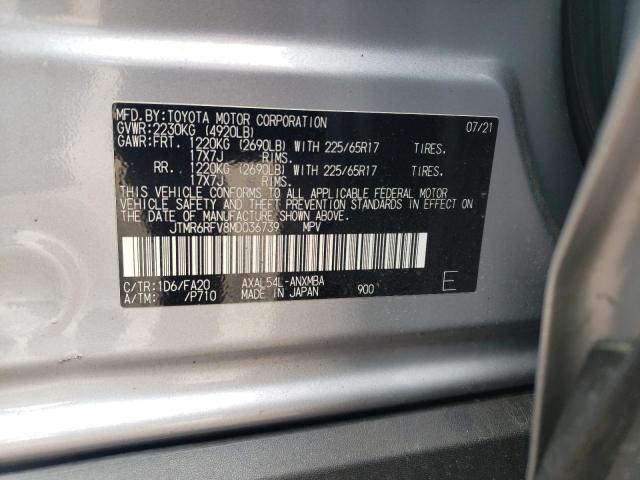 MFD.BY:TOYOTA MOTOR CORPORATION 07/21
GVWR:2230KG (4920LB)
GAWR:FRT. 1220KG (2690LB) WITH 225/65R17 TIRES.
17X7J RIMS.
RR. 1220KG (2690LB) WITH 225/65R17 TIRES.
17X7J RIMS.
THIS VEHICLE CONFORMS TO ALL APPLICABLE FEDERAL MOTOR
VEHICLE SAFETY AND THEFT PREVENTION STANDARDS IN EFFECT ON
THE DATE OF MANUFACTURE SHOWN ABOVE.
JTMR6RFV8MD036739 MPV
C/TR:1D6/FA20 AXAL54L-ANXMBA
A/TM: /P710 MADE IN JAPAN 900 E